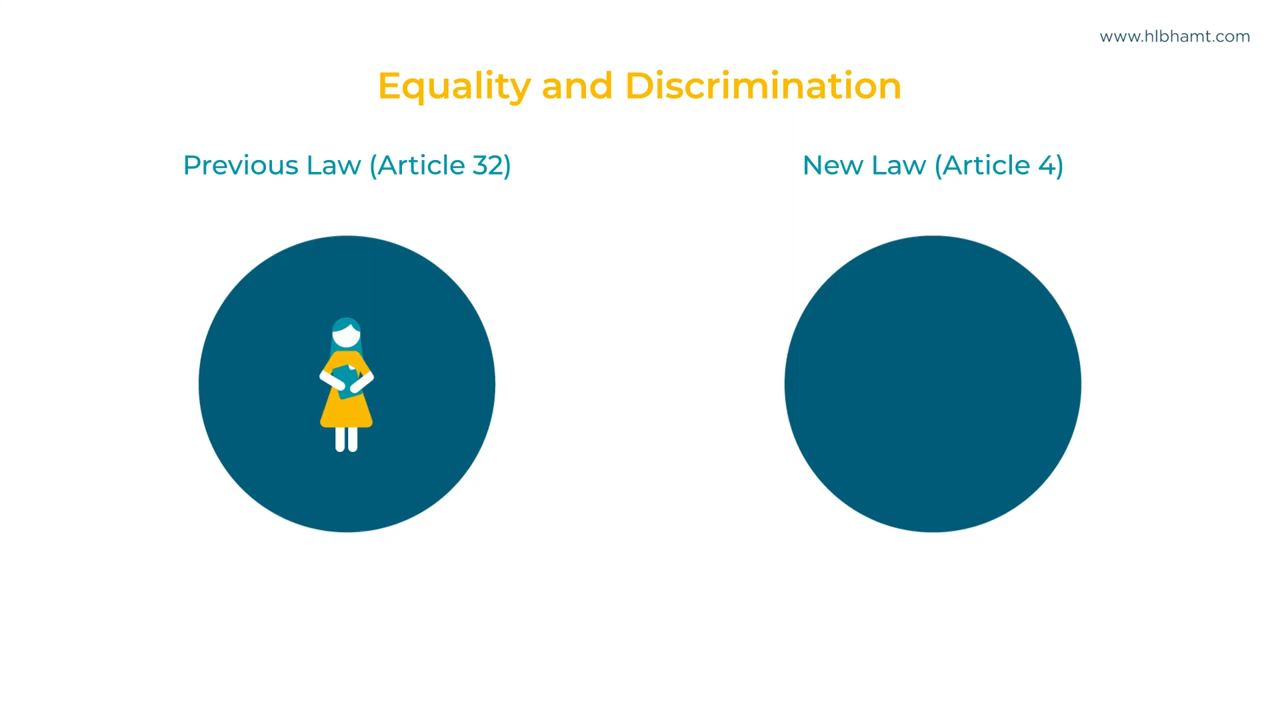 www.hlbhamt.com
Equality and Discrimination
Previous Law (Article 32)
New Law (Article 4)